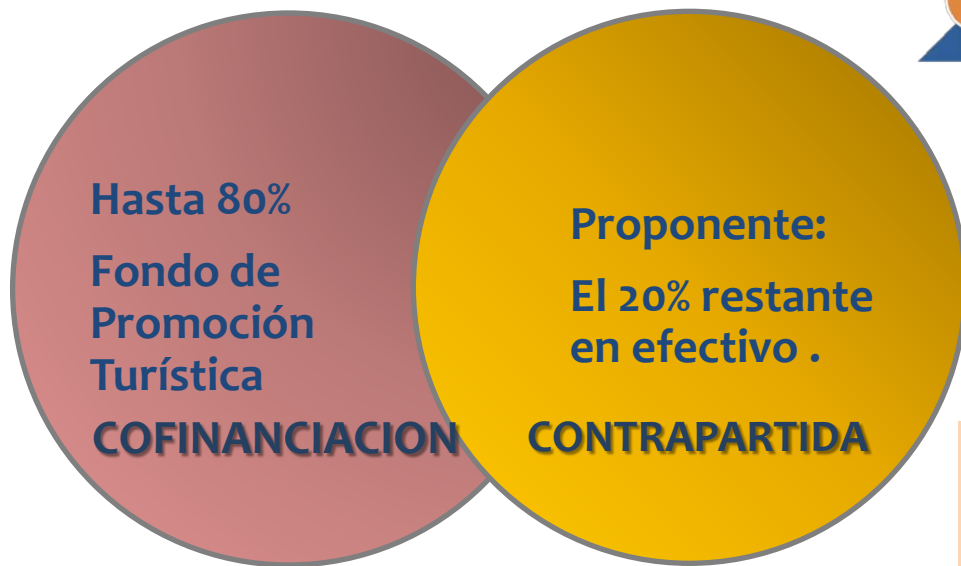 Hasta 80%
Fondo de
Promoción
Turística
COFINANCIACION
Proponente:
El 20% restante
en efectivo .
CONTRAPARTIDA